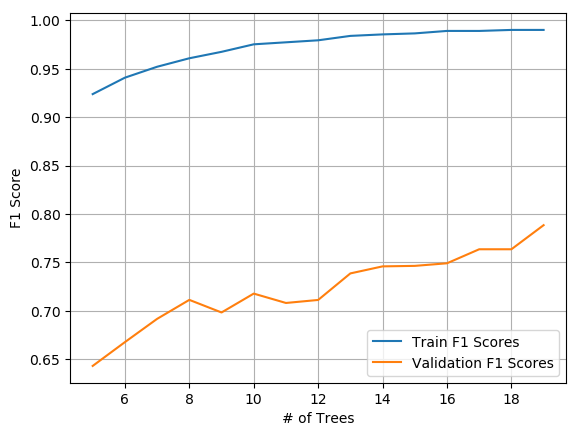 1.00
0.95
0.90
0.85
0.80
0.75
0.70
0.65
F1 Score
6 8 10 12 14 16 18
# of Trees
Train F1 Scores
Validation F1 Scores